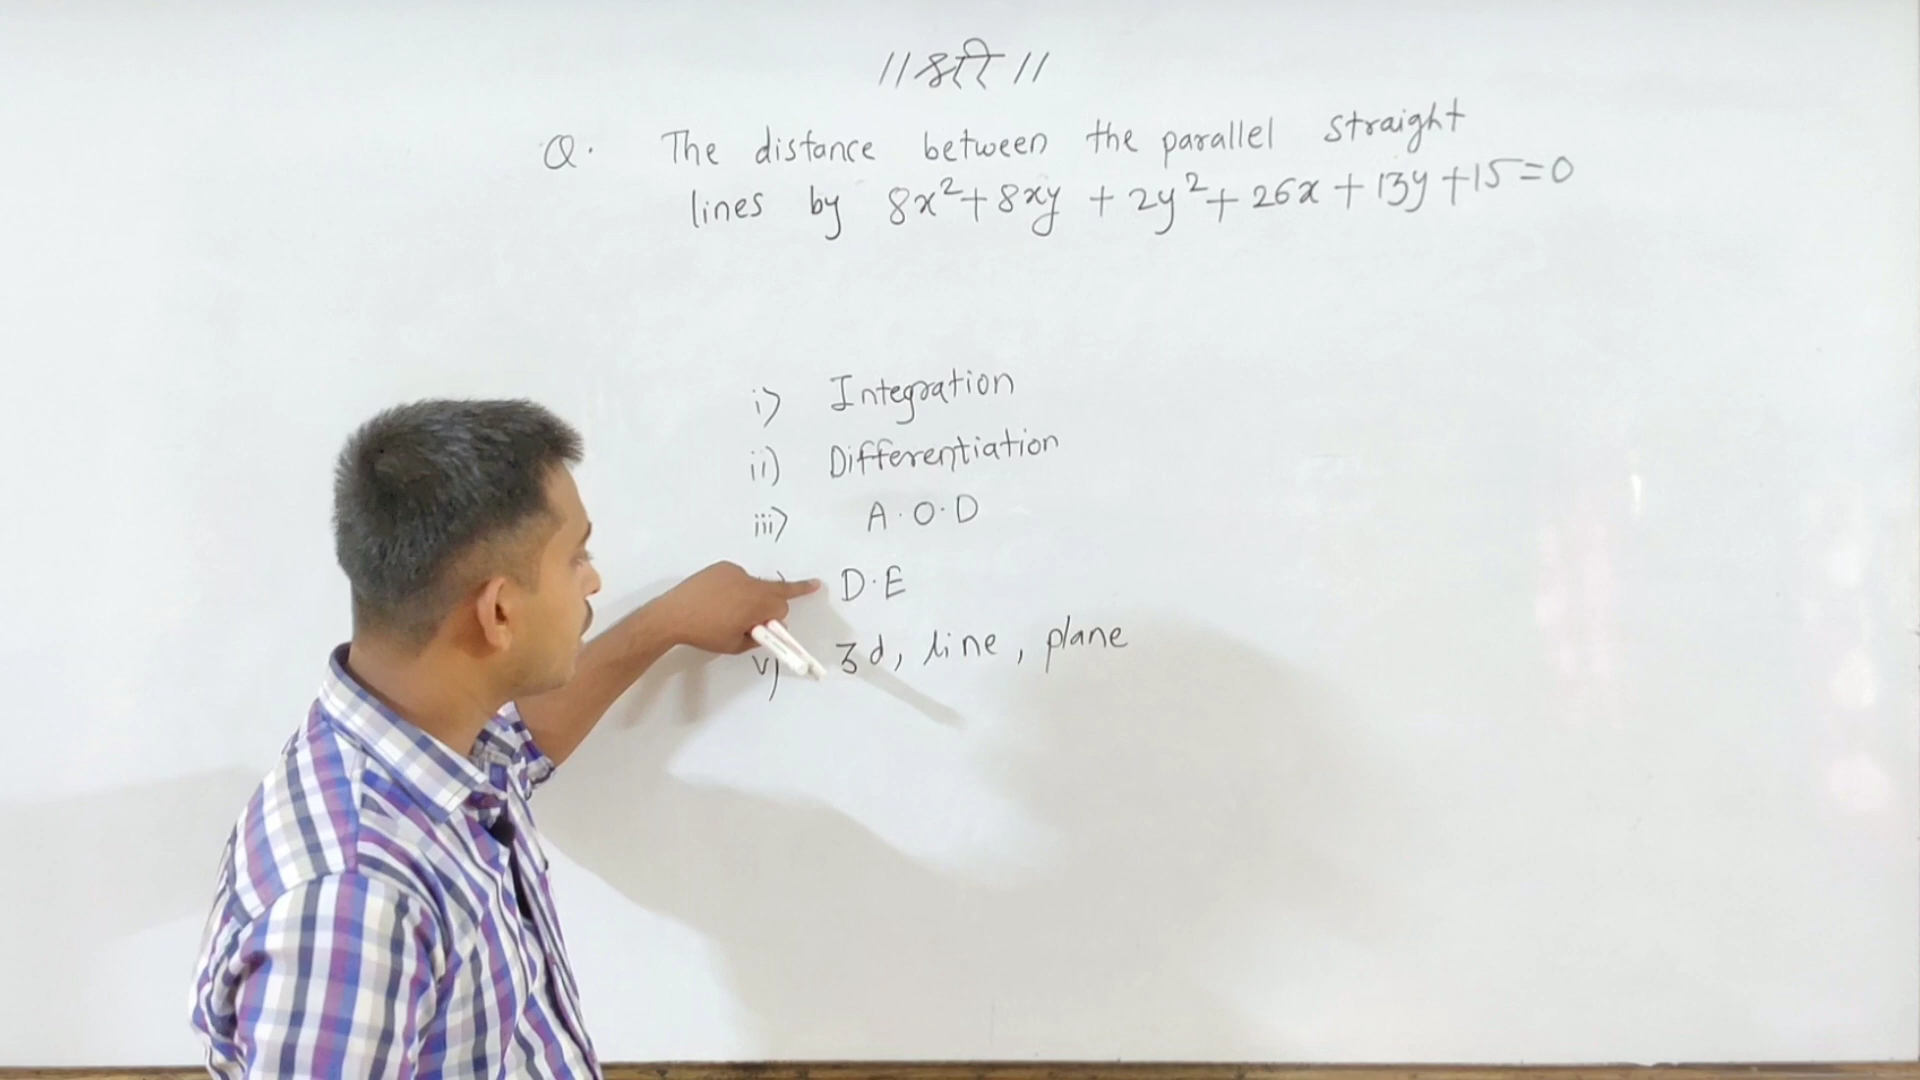 ||श्री||
Q. The distance between the parallel straight
lines by 8x²+8xy + 2y²+ 26x + 13y +15=0
i) Integration
ii) Differentiation
iii) A.O.D
D.E
v) 3d, line, plane